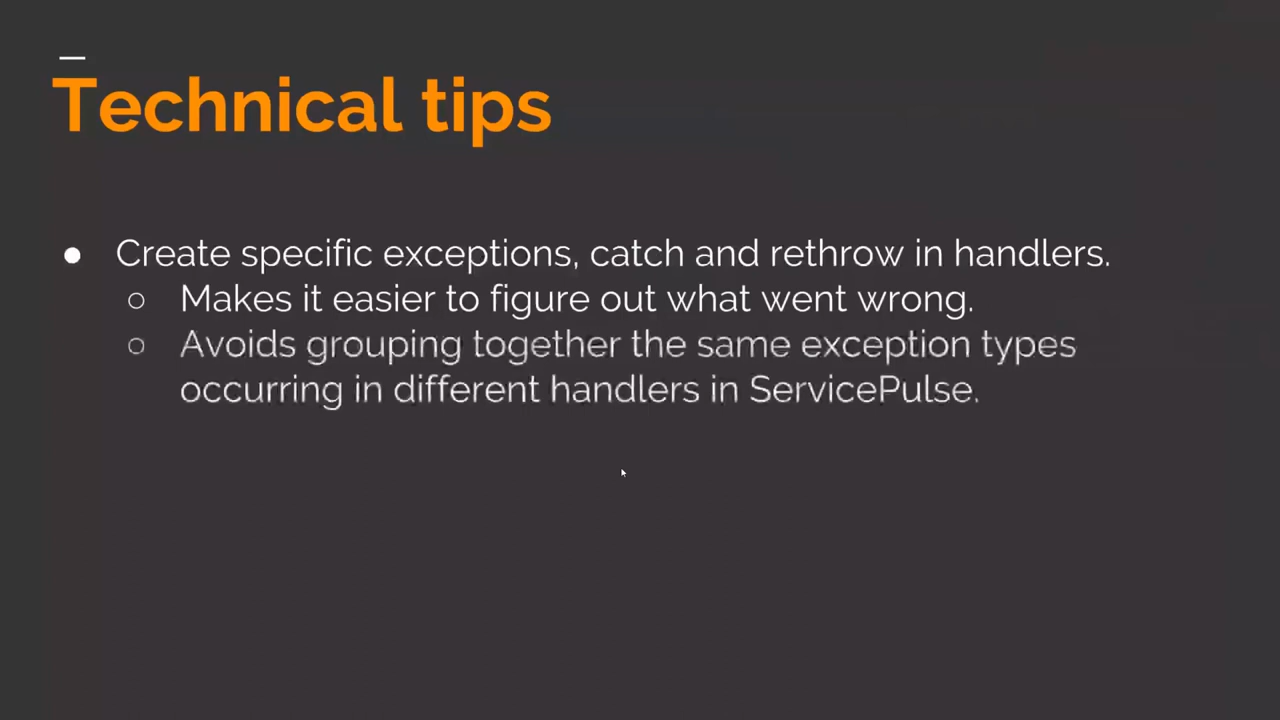 Technical tips
● Create specific exceptions, catch and rethrow in handlers.
○ Makes it easier to figure out what went wrong.
○ Avoids grouping together the same exception types
occurring in different handlers in ServicePulse.